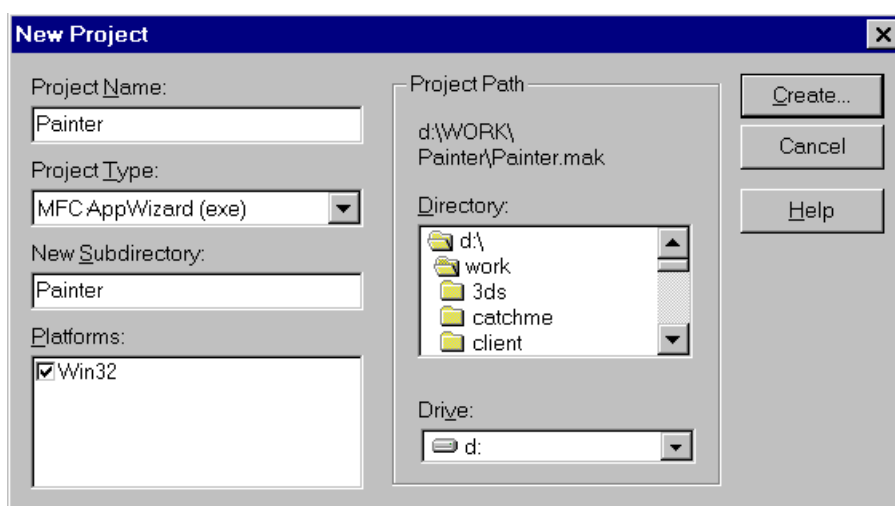 New Project
Project Name:
Painter
Project Type:
MFC AppWizard (exe)
New Subdirectory:
Painter
Platforms:
Win32
Project Path
d:\WORK\
Painter\Painter.mak
Directory:
d:\
work
3ds
catchme
client
Drive:
d:
Create...
Cancel
Help